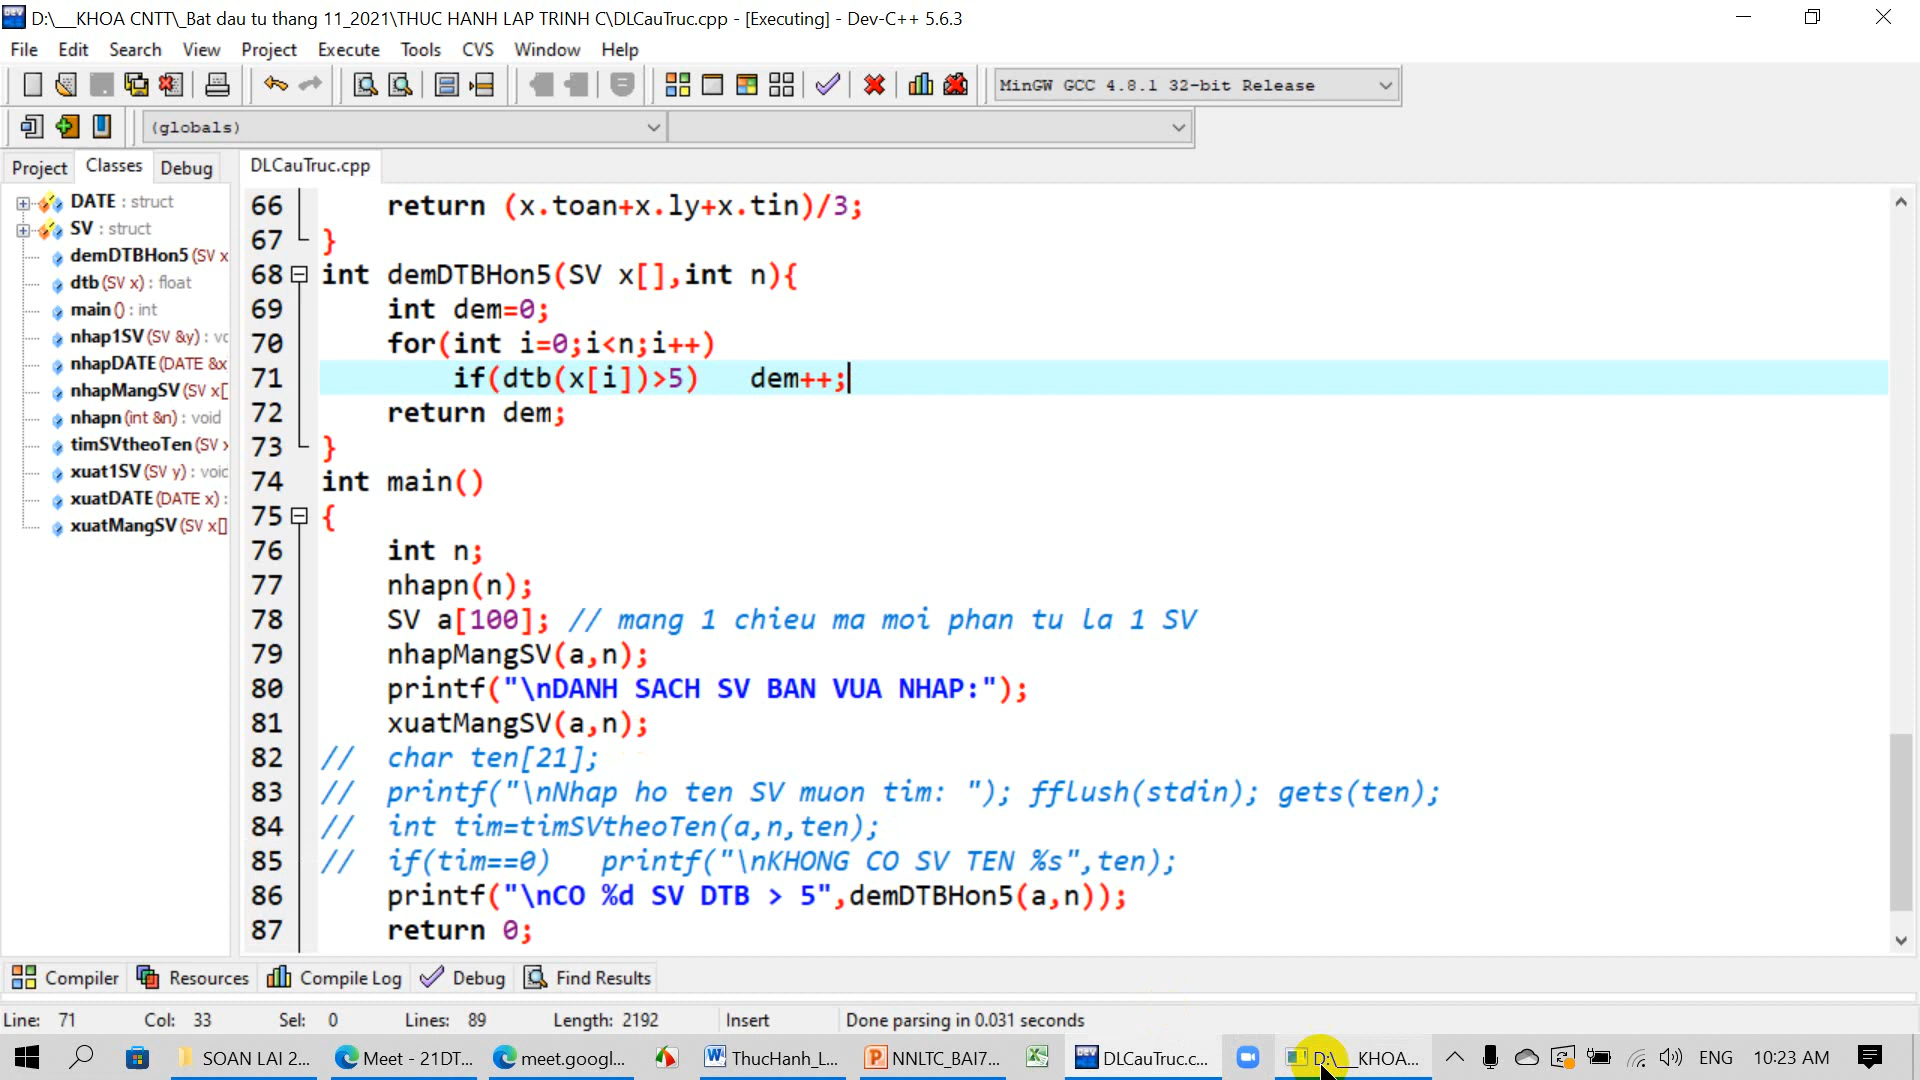 D:\__KHOA CNTT\_Bat dau tu thang 11_2021\THUC HANH LAP TRINH C\DLCauTruc.cpp - [Executing] - Dev-C++ 5.6.3
File Edit Search View Project Execute Tools CVS Window Help
MinGW GCC 4.8.1 32-bit Release
(globals)
Project Classes Debug DLCauTruc.cpp
DATE : struct
SV : struct
demDTBHon5 (SV x
dtb (SV x) : float
main () : int
nhap1SV (SV &y) : vc
nhapDATE (DATE &x
nhapMangSV (SV x[
nhapn (int &n) : void
timSVtheoTen (SV x
xuat1SV (SV y) : voic
xuatDATE (DATE x) :
xuatMangSV (SV x[]
66 return (x.toan+x.ly+x.tin)/3;
67 }
68 int demDTBHon5(SV x[],int n){
69 int dem=0;
70 for(int i=0;i<n;i++)
71 if(dtb(x[i])>5) dem++;
72 return dem;
73 }
74 int main()
75 {
76 int n;
77 nhapn(n);
78 SV a[100]; // mang 1 chieu ma moi phan tu la 1 SV
79 nhapMangSV(a,n);
80 printf("\nDANH SACH SV BAN VUA NHAP:");
81 xuatMangSV(a,n);
82 // char ten[21];
83 // printf("\nNhap ho ten SV muon tim: "); fflush(stdin); gets(ten);
84 // int tim=timSVtheoTen(a,n,ten);
85 // if(tim==0) printf("\nKHONG CO SV TEN %s",ten);
86 printf("\nCO %d SV DTB > 5",demDTBHon5(a,n));
87 return 0;
Compiler Resources Compile Log Debug Find Results
Line: 71 Col: 33 Sel: 0 Lines: 89 Length: 2192 Insert Done parsing in 0.031 seconds
SOAN LAI 2... Meet - 21DT... meet.googl... ThucHanh_L... NNLTC_BAI7... DLCauTruc.c... D:\__KHOA... ENG 10:23 AM